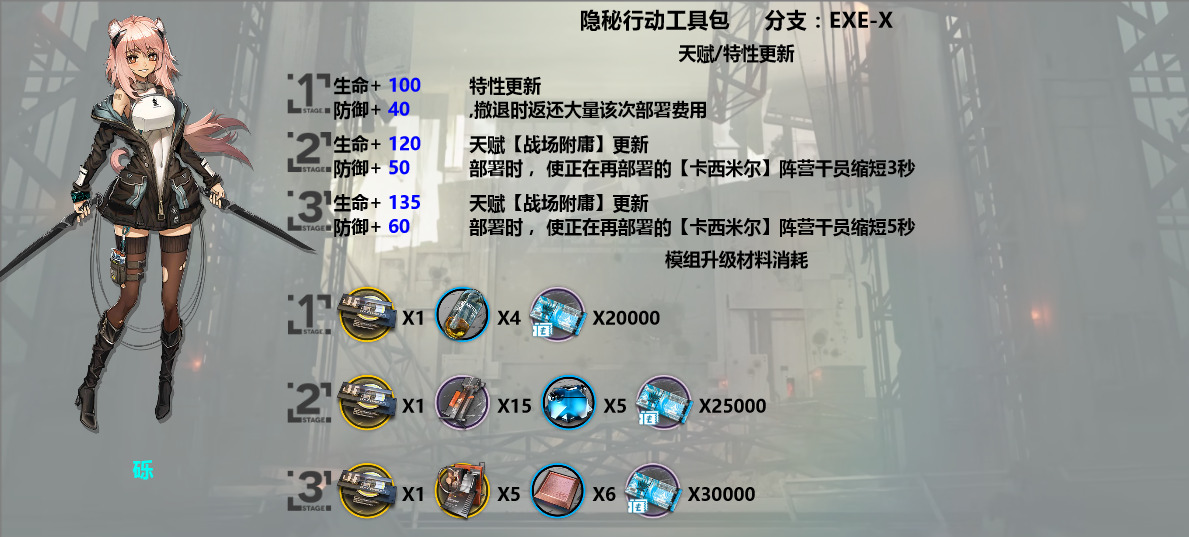 隐秘行动工具包 分支：EXE-X
天赋/特性更新
1 STAGE. 生命+ 100 特性更新
防御+ 40 ,撤退时返还大量该次部署费用
2 STAGE. 生命+ 120 天赋【战场附庸】更新
防御+ 50 部署时，使正在再部署的【卡西米尔】阵营干员缩短3秒
3 STAGE. 生命+ 135 天赋【战场附庸】更新
防御+ 60 部署时，使正在再部署的【卡西米尔】阵营干员缩短5秒
模组升级材料消耗
1 STAGE. X1 X4 X20000
2 STAGE. X1 X15 X5 X25000
3 STAGE. X1 X5 X6 X30000
砾